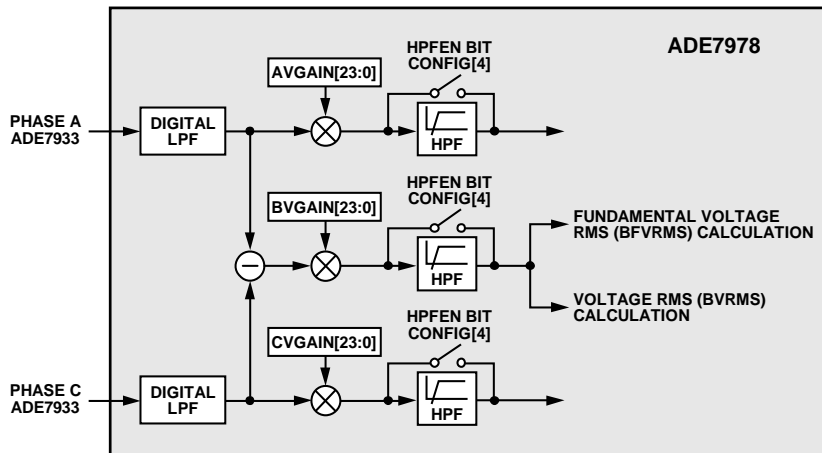 ADE7978
HPFEN BIT
CONFIG[4]
AVGAIN[23:0]
PHASE A
ADE7933
DIGITAL
LPF
HPF
HPFEN BIT
CONFIG[4]
BVGAIN[23:0]
FUNDAMENTAL VOLTAGE
RMS (BFVRMS) CALCULATION
HPF
VOLTAGE RMS (BVRMS)
CALCULATION
HPFEN BIT
CONFIG[4]
CVGAIN[23:0]
PHASE C
ADE7933
DIGITAL
LPF
HPF